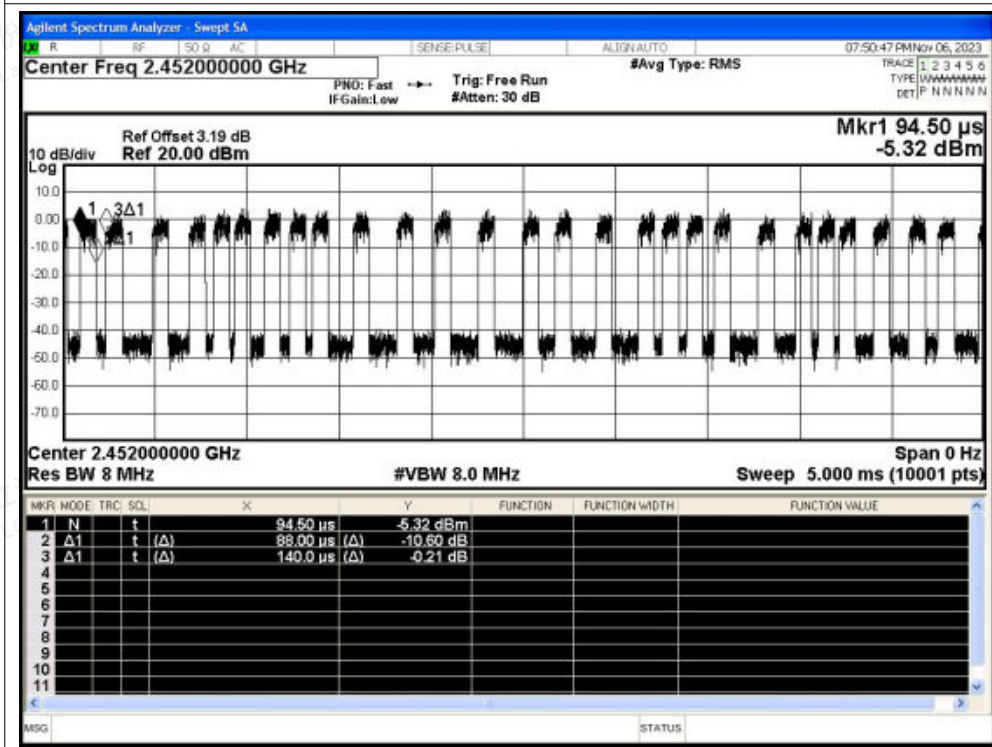 Agilent Spectrum Analyzer - Swept SA
R RF 50 Ω AC SENSE:PULSE ALIGN AUTO 07:50:47 PM Nov 06, 2023
Center Freq 2.452000000 GHz #Avg Type: RMS TRACE 1 2 3 4 5 6
PNO: Fast Trig: Free Run TYPE
IFGain:Low #Atten: 30 dB DET P N N N N N
Mkr1 94.50 µs
-5.32 dBm
Ref Offset 3.19 dB
10 dB/div Ref 20.00 dBm
Log
10.0
0.00
-10.0
-20.0
-30.0
-40.0
-50.0
-60.0
-70.0
1 3Δ1
Δ1
Center 2.452000000 GHz Span 0 Hz
Res BW 8 MHz #VBW 8.0 MHz Sweep 5.000 ms (10001 pts)
MKR MODE TRC SCL X Y FUNCTION FUNCTION WIDTH FUNCTION VALUE
1 N t 94.50 µs -5.32 dBm
2 Δ1 t (Δ) 88.00 µs (Δ) -10.60 dB
3 Δ1 t (Δ) 140.0 µs (Δ) -0.21 dB
4
5
6
7
8
9
10
11
MSG STATUS